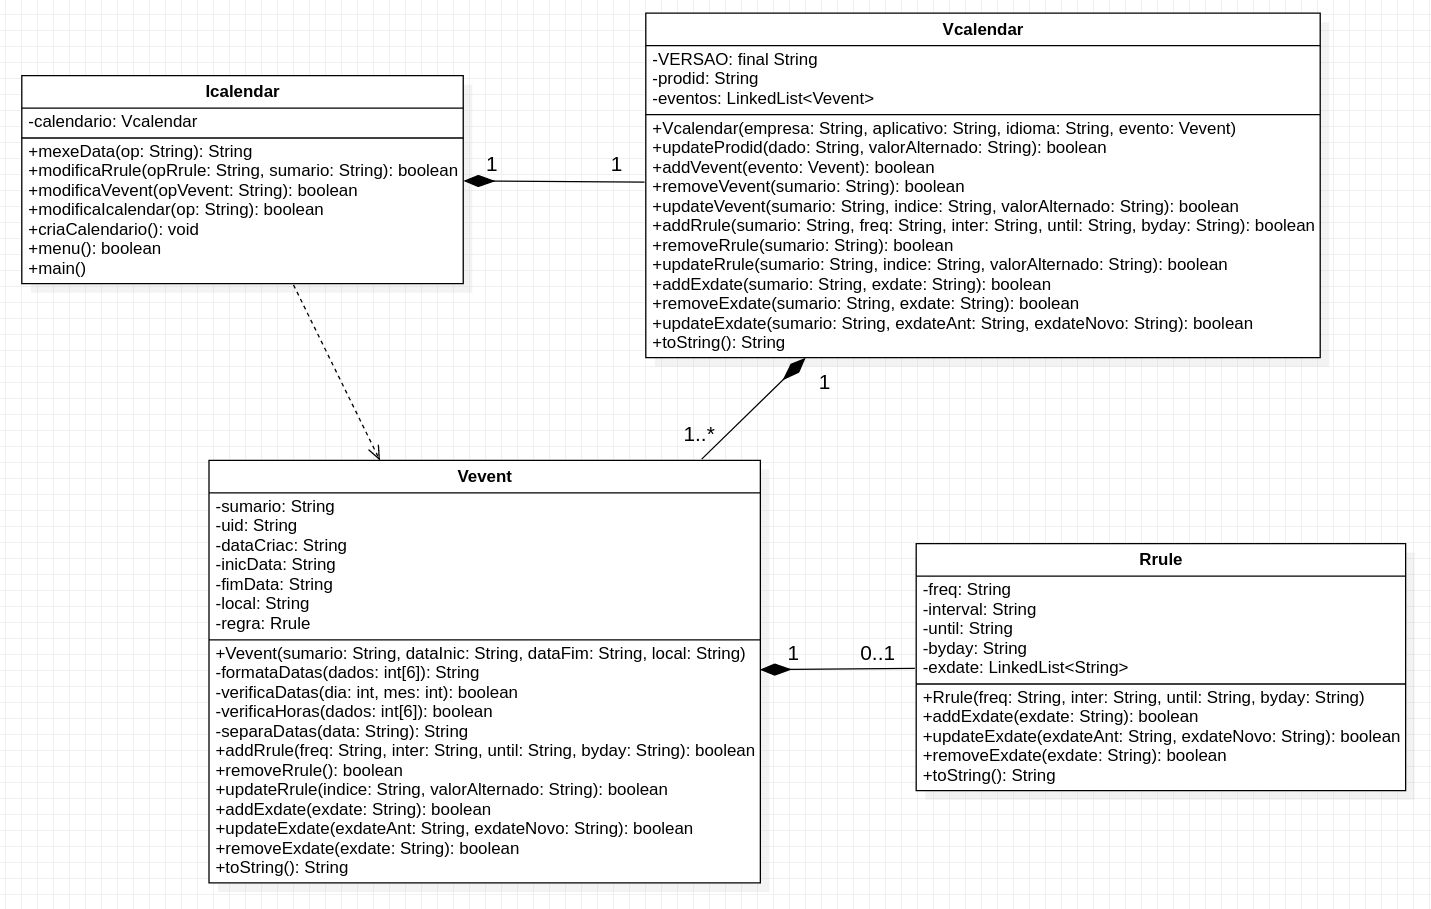 Icalendar
-calendario: Vcalendar
+mexeData(op: String): String
+modificaRrule(opRrule: String, sumario: String): boolean
+modificaVevent(opVevent: String): boolean
+modificaIcalendar(op: String): boolean
+criaCalendario(): void
+menu(): boolean
+main()
1
1
Vcalendar
-VERSAO: final String
-prodid: String
-eventos: LinkedList<Vevent>
+Vcalendar(empresa: String, aplicativo: String, idioma: String, evento: Vevent)
+updateProdid(dado: String, valorAlternado: String): boolean
+addVevent(evento: Vevent): boolean
+removeVevent(sumario: String): boolean
+updateVevent(sumario: String, indice: String, valorAlternado: String): boolean
+addRrule(sumario: String, freq: String, inter: String, until: String, byday: String): boolean
+removeRrule(sumario: String): boolean
+updateRrule(sumario: String, indice: String, valorAlternado: String): boolean
+addExdate(sumario: String, exdate: String): boolean
+removeExdate(sumario: String, exdate: String): boolean
+updateExdate(sumario: String, exdateAnt: String, exdateNovo: String): boolean
+toString(): String
1
1..*
Vevent
-sumario: String
-uid: String
-dataCriac: String
-inicData: String
-fimData: String
-local: String
-regra: Rrule
+Vevent(sumario: String, dataInic: String, dataFim: String, local: String)
-formataDatas(dados: int[6]): String
-verificaDatas(dia: int, mes: int): boolean
-verificaHoras(dados: int[6]): boolean
-separaDatas(data: String): String
+addRrule(freq: String, inter: String, until: String, byday: String): boolean
+removeRrule(): boolean
+updateRrule(indice: String, valorAlternado: String): boolean
+addExdate(exdate: String): boolean
+updateExdate(exdateAnt: String, exdateNovo: String): boolean
+removeExdate(exdate: String): boolean
+toString(): String
1
0..1
Rrule
-freq: String
-interval: String
-until: String
-byday: String
-exdate: LinkedList<String>
+Rrule(freq: String, inter: String, until: String, byday: String)
+addExdate(exdate: String): boolean
+updateExdate(exdateAnt: String, exdateNovo: String): boolean
+removeExdate(exdate: String): boolean
+toString(): String